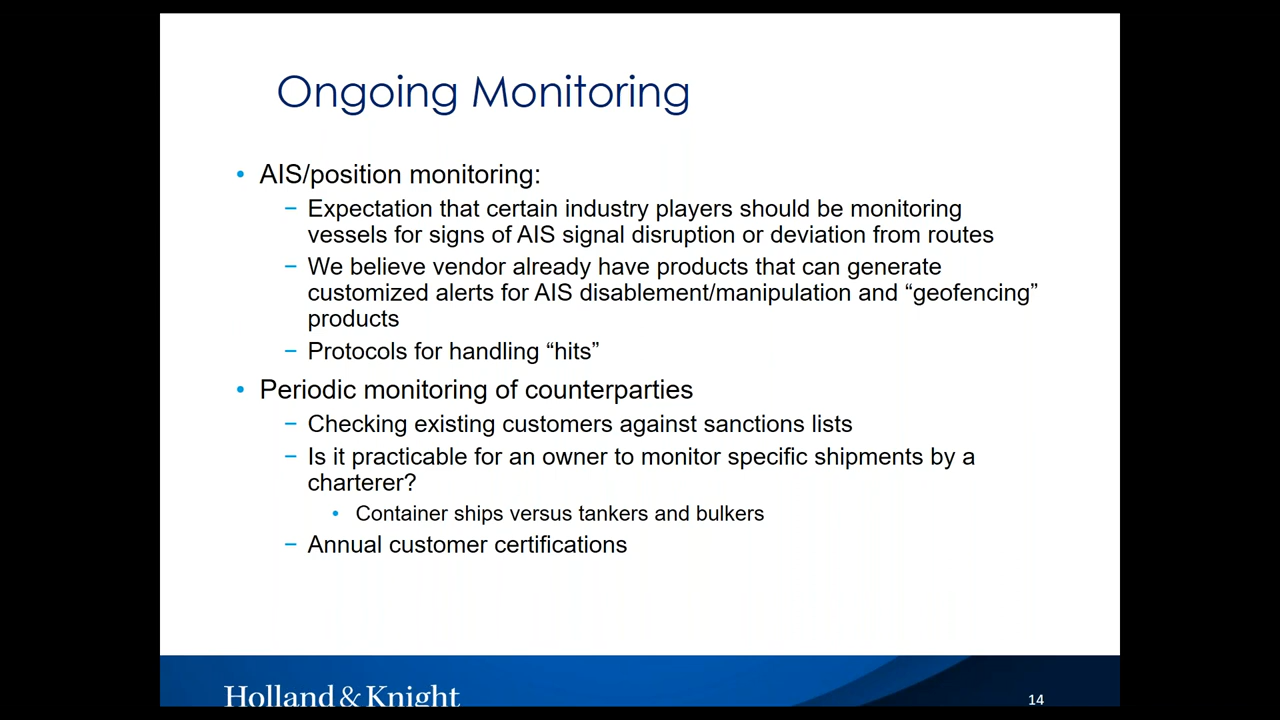 Ongoing Monitoring
• AIS/position monitoring:
− Expectation that certain industry players should be monitoring
vessels for signs of AIS signal disruption or deviation from routes
− We believe vendor already have products that can generate
customized alerts for AIS disablement/manipulation and “geofencing”
products
− Protocols for handling “hits”
• Periodic monitoring of counterparties
− Checking existing customers against sanctions lists
− Is it practicable for an owner to monitor specific shipments by a
charterer?
• Container ships versus tankers and bulkers
− Annual customer certifications
Holland & Knight
14